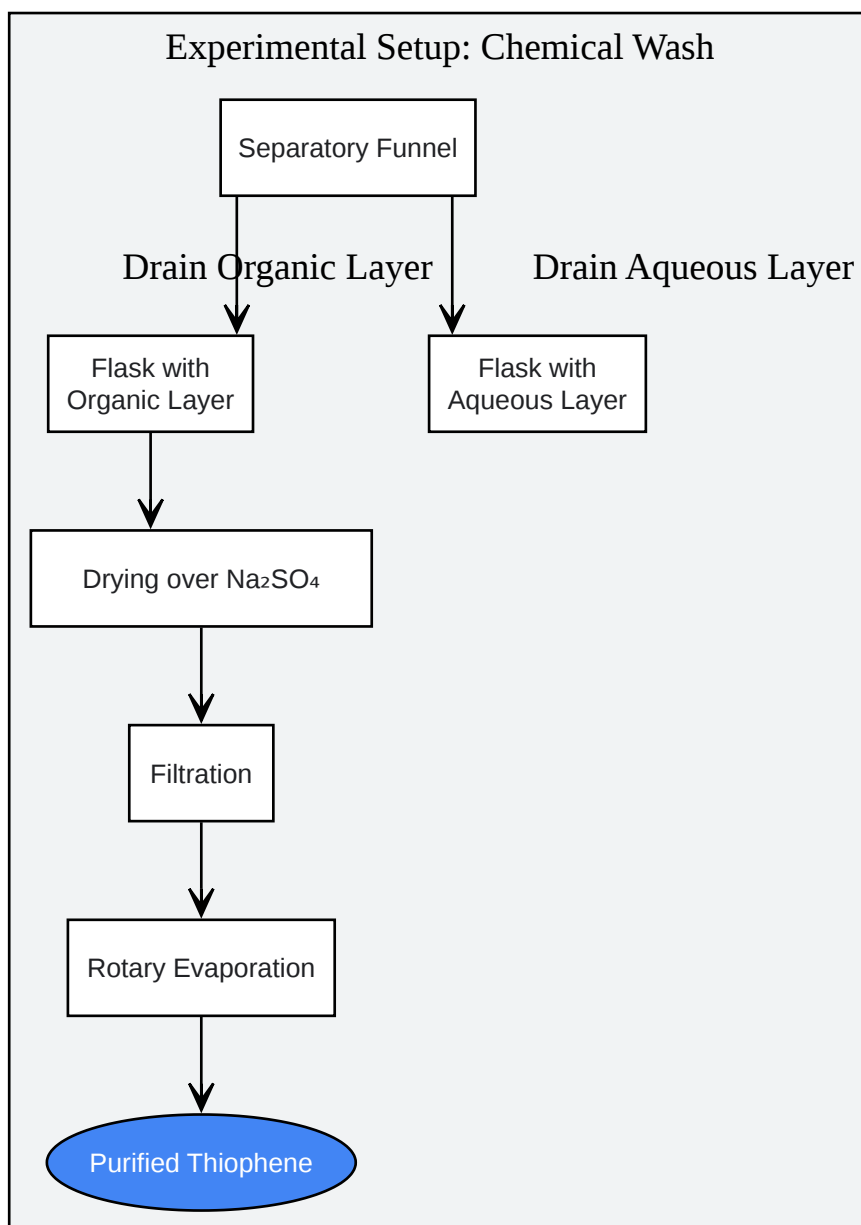 Experimental Setup: Chemical Wash
Separatory Funnel
Drain Organic Layer
Drain Aqueous Layer
Flask with
Organic Layer
Flask with
Aqueous Layer
Drying over Na₂SO₄
Filtration
Rotary Evaporation
Purified Thiophene